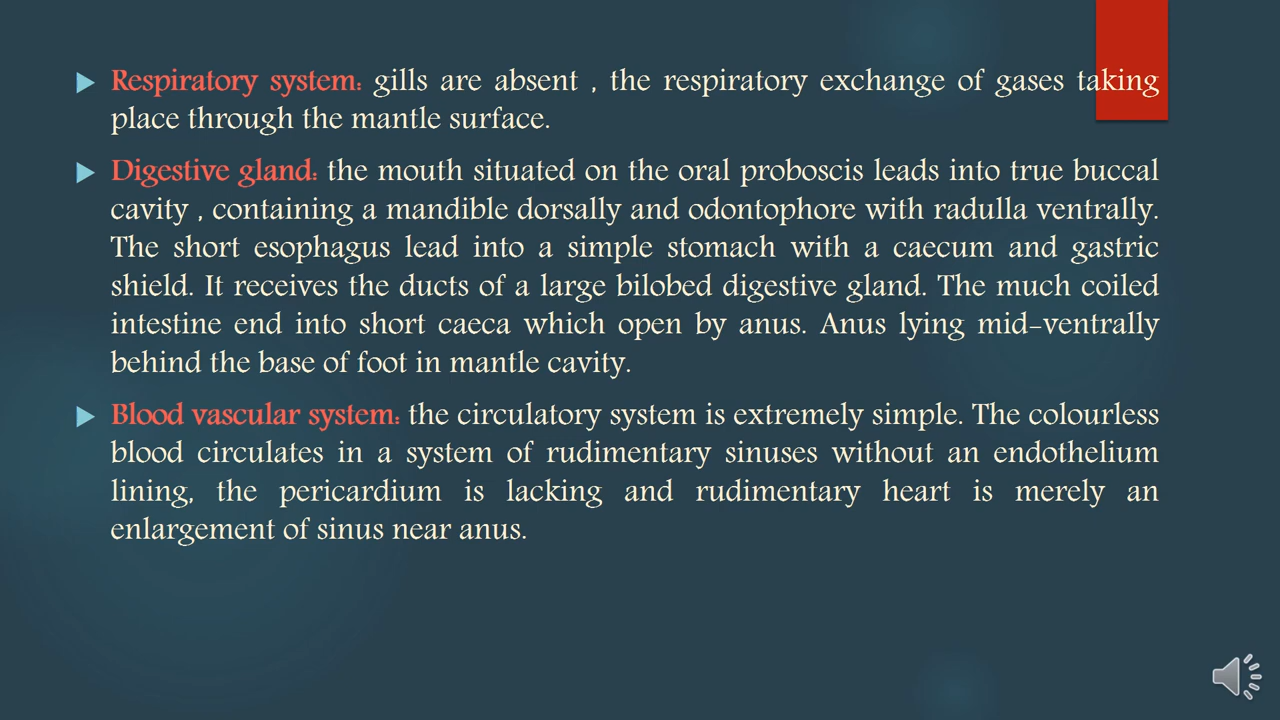 Respiratory system: gills are absent , the respiratory exchange of gases taking
place through the mantle surface.
Digestive gland: the mouth situated on the oral proboscis leads into true buccal
cavity , containing a mandible dorsally and odontophore with radulla ventrally.
The short esophagus lead into a simple stomach with a caecum and gastric
shield. It receives the ducts of a large bilobed digestive gland. The much coiled
intestine end into short caeca which open by anus. Anus lying mid-ventrally
behind the base of foot in mantle cavity.
Blood vascular system: the circulatory system is extremely simple. The colourless
blood circulates in a system of rudimentary sinuses without an endothelium
lining, the pericardium is lacking and rudimentary heart is merely an
enlargement of sinus near anus.